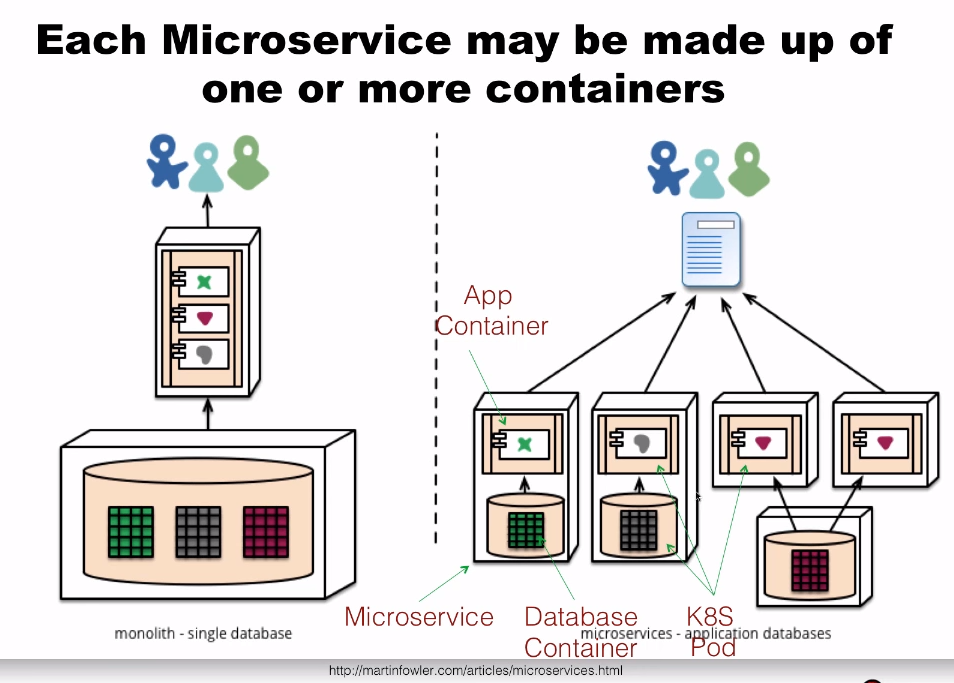 Each Microservice may be made up of
one or more containers
App
Container
Microservice
Database
Container
K8S
Pod
monolith - single database
microservices - application databases
http://martinfowler.com/articles/microservices.html